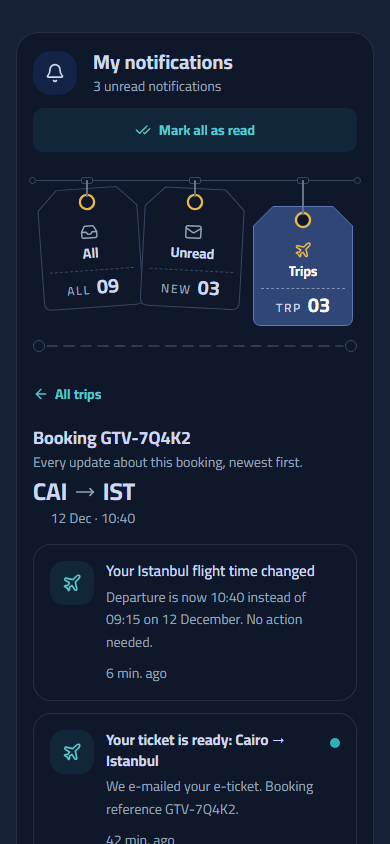 My notifications
3 unread notifications
Mark all as read
All
ALL 09
Unread
NEW 03
Trips
TRP 03
← All trips
Booking GTV-7Q4K2
Every update about this booking, newest first.
CAI → IST
12 Dec · 10:40
Your Istanbul flight time changed
Departure is now 10:40 instead of
09:15 on 12 December. No action
needed.
6 min. ago
Your ticket is ready: Cairo →
Istanbul
We e-mailed your e-ticket. Booking
reference GTV-7Q4K2.
42 min. ago